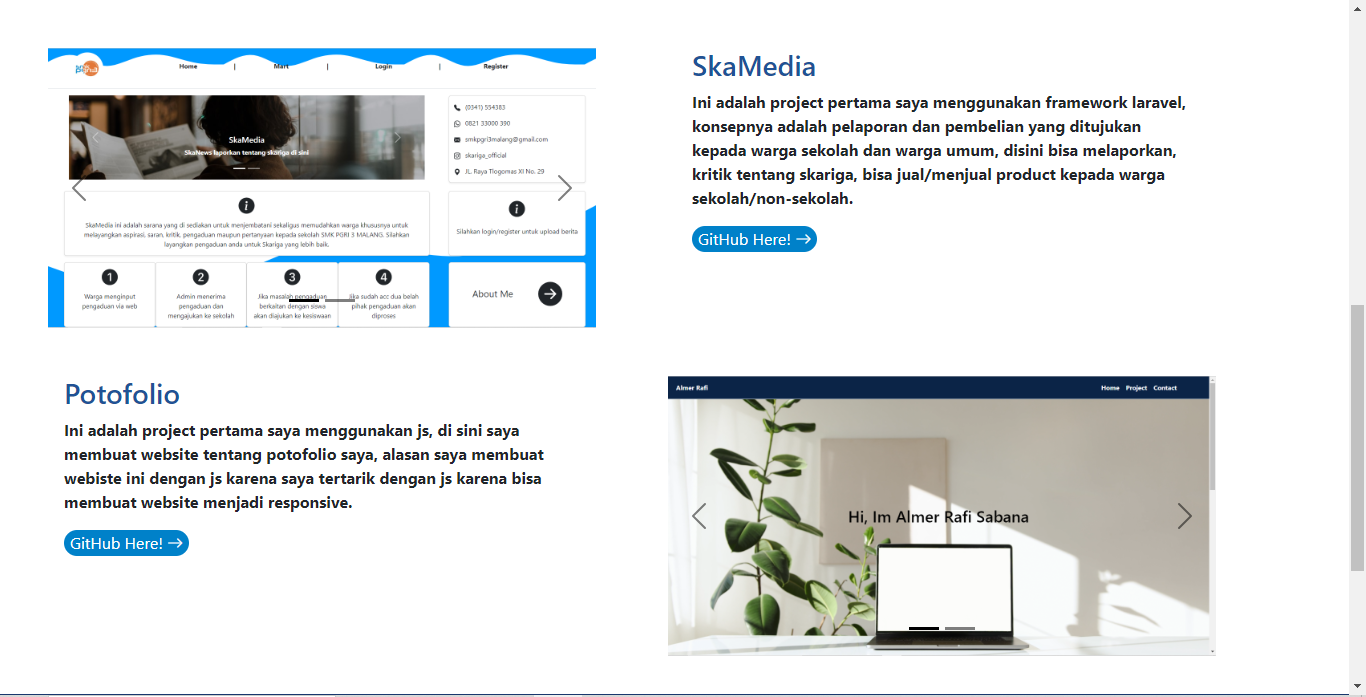 Home | Mart | Login | Register
SkaMedia
SkaNews laporkan tentang skariga di sini
(0341) 554383
0821 33000 390
smkpgri3malang@gmail.com
skariga_official
JL. Raya Tlogomas XI No. 29
SkaMedia ini adalah sarana yang di sediakan untuk menjembatani sekaligus memudahkan warga khususnya untuk
melayangkan aspirasi, saran, kritik, pengaduan maupun pertanyaan kepada sekolah SMK PGRI 3 MALANG. Silahkan
layangkan pengaduan anda untuk Skariga yang lebih baik.
Silahkan login/register untuk upload berita
1
Warga menginput
pengaduan via web
2
Admin menerima
pengaduan dan
mengajukan ke sekolah
3
Jika masalah pengaduan
berkaitan dengan siswa
akan diajukan ke kesiswaan
4
Jika sudah acc dua belah
pihak pengaduan akan
diproses
About Me
SkaMedia
Ini adalah project pertama saya menggunakan framework laravel,
konsepnya adalah pelaporan dan pembelian yang ditujukan
kepada warga sekolah dan warga umum, disini bisa melaporkan,
kritik tentang skariga, bisa jual/menjual product kepada warga
sekolah/non-sekolah.
GitHub Here! →
Potofolio
Ini adalah project pertama saya menggunakan js, di sini saya
membuat website tentang potofolio saya, alasan saya membuat
webiste ini dengan js karena saya tertarik dengan js karena bisa
membuat website menjadi responsive.
GitHub Here! →
Almer Rafi
Home Project Contact
Hi, Im Almer Rafi Sabana